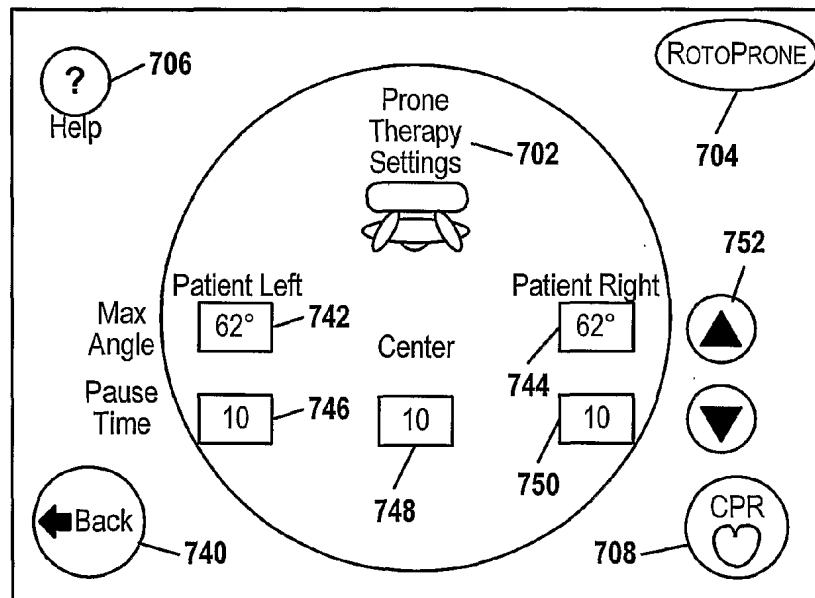 706
?
Help
ROTOPRONE
704
Prone
Therapy
Settings
702
752
Patient Left
Patient Right
Max
Angle
62°
742
Center
62°
744
Pause
Time
10
746
10
748
10
750
Back
740
CPR
708